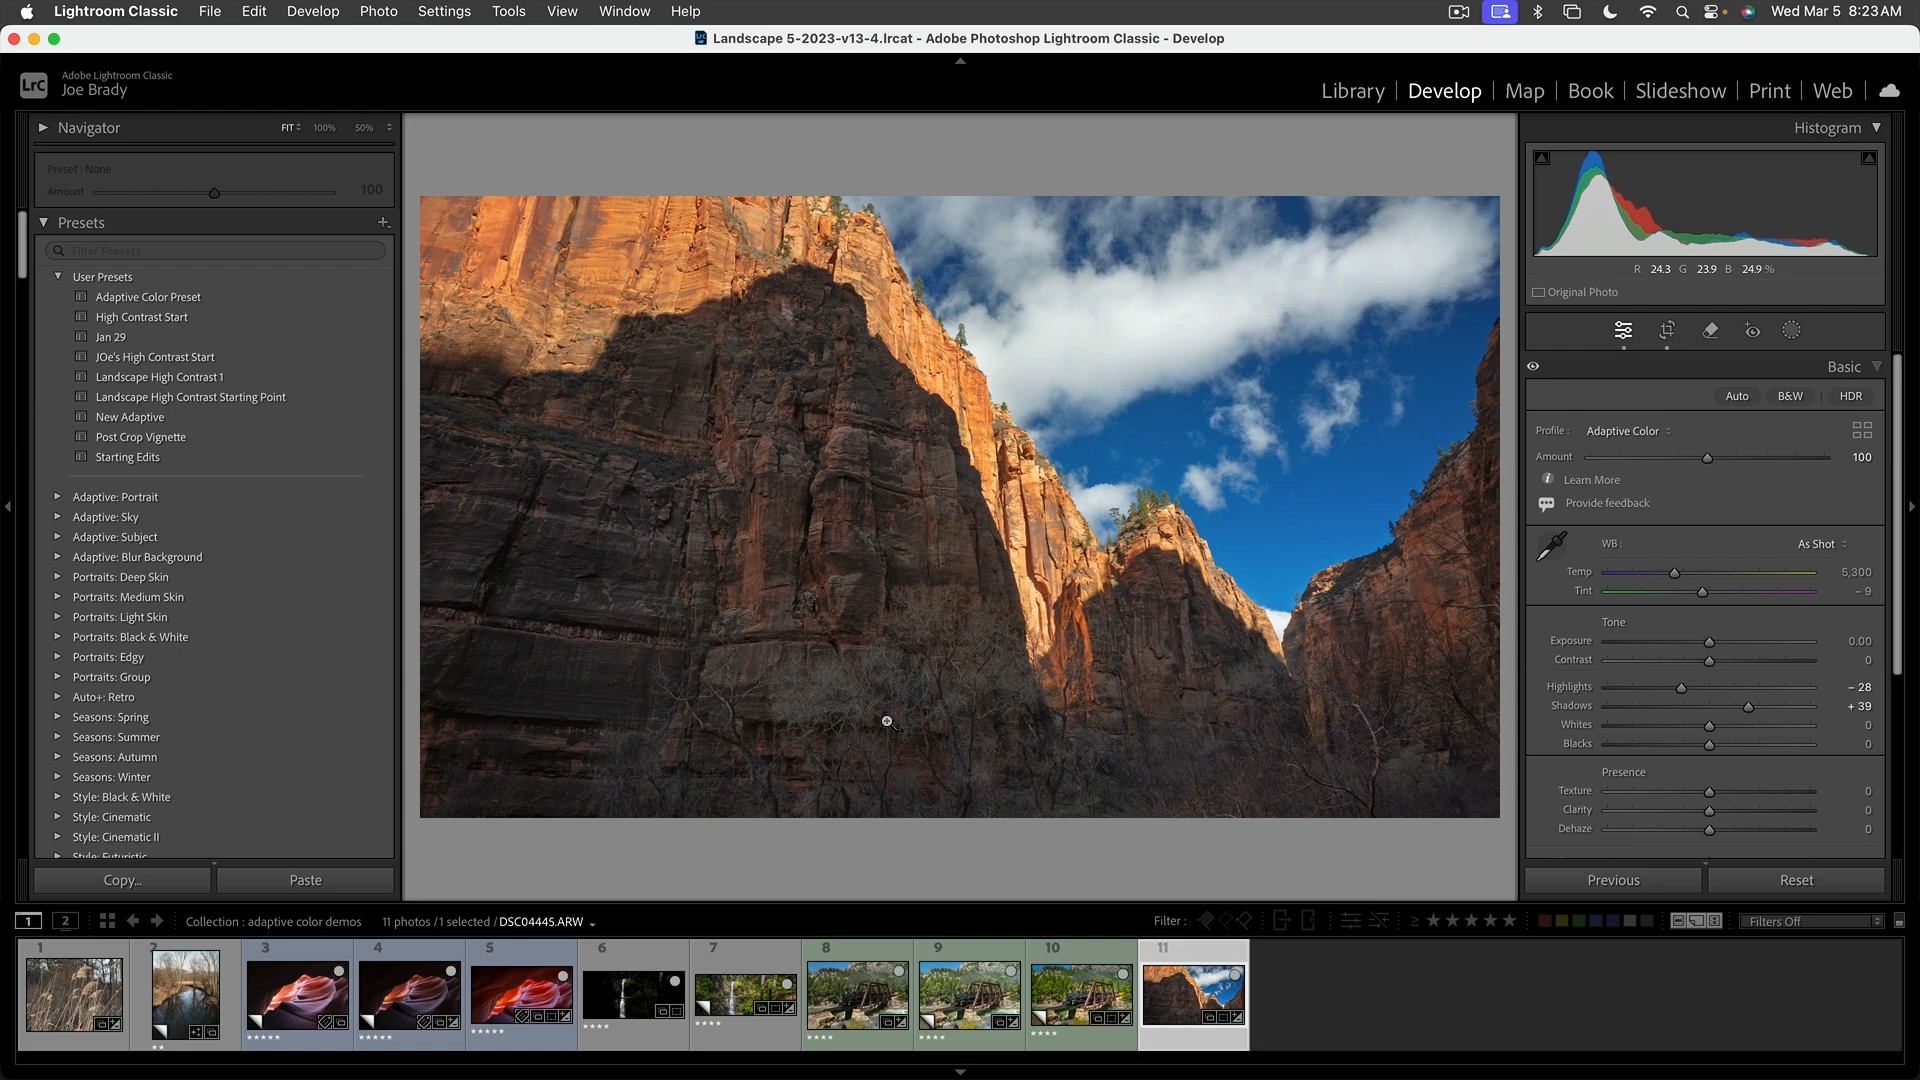 Lightroom Classic File Edit Develop Photo Settings Tools View Window Help Wed Mar 5 8:23 AM
Landscape 5-2023-v13-4.lrcat - Adobe Photoshop Lightroom Classic - Develop
LrC Adobe Lightroom Classic
Joe Brady
Library | Develop | Map | Book | Slideshow | Print | Web
Navigator FIT 100% 50%
Preset : None
Amount 100
Presets
Filter Presets
User Presets
Adaptive Color Preset
High Contrast Start
Jan 29
JOe's High Contrast Start
Landscape High Contrast 1
Landscape High Contrast Starting Point
New Adaptive
Post Crop Vignette
Starting Edits
Adaptive: Portrait
Adaptive: Sky
Adaptive: Subject
Adaptive: Blur Background
Portraits: Deep Skin
Portraits: Medium Skin
Portraits: Light Skin
Portraits: Black & White
Portraits: Edgy
Portraits: Group
Auto+: Retro
Seasons: Spring
Seasons: Summer
Seasons: Autumn
Seasons: Winter
Style: Black & White
Style: Cinematic
Style: Cinematic II
Style: Futuristic
Copy... Paste
Histogram
R 24.3 G 23.9 B 24.9 %
Original Photo
Basic
Auto B&W HDR
Profile : Adaptive Color
Amount 100
Learn More
Provide feedback
WB : As Shot
Temp 5,300
Tint – 9
Tone
Exposure 0.00
Contrast 0
Highlights – 28
Shadows + 39
Whites 0
Blacks 0
Presence
Texture 0
Clarity 0
Dehaze 0
Previous Reset
1 2 Collection : adaptive color demos 11 photos / 1 selected / DSC04445.ARW Filter : ≥ ★★★★★ Filters Off
1 2 3 4 5 6 7 8 9 10 11